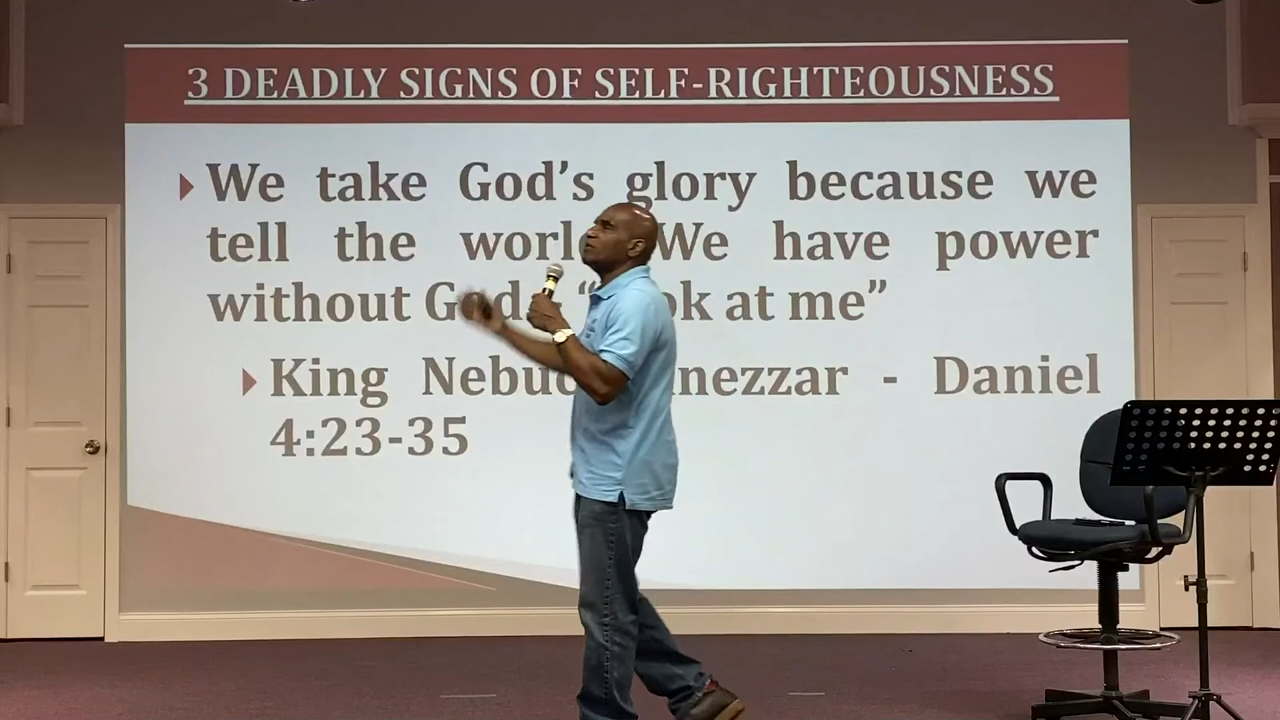 3 DEADLY SIGNS OF SELF-RIGHTEOUSNESS
We take God's glory because we
tell the We have power
without at me”
King - Daniel
4:23-35